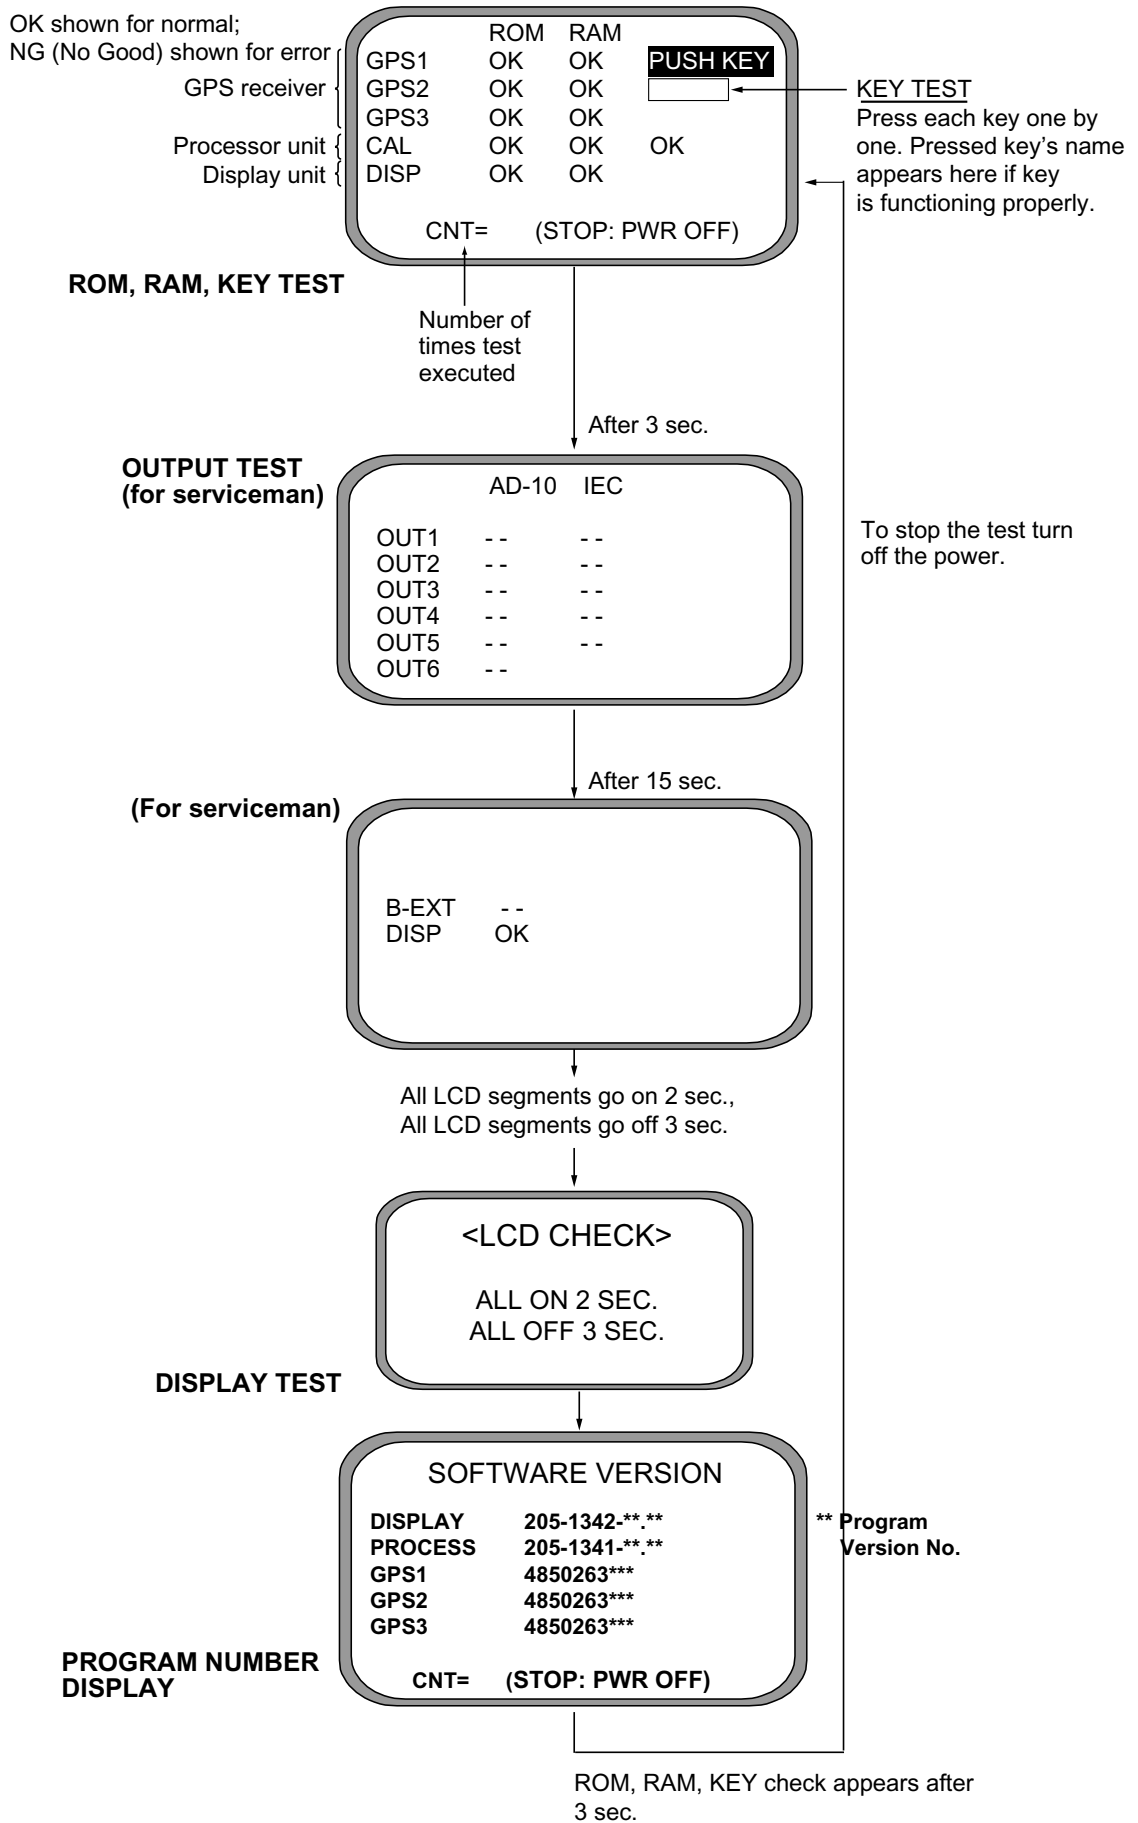 OK shown for normal;
NG (No Good) shown for error
GPS receiver
Processor unit
Display unit
ROM RAM
GPS1 OK OK PUSH KEY
GPS2 OK OK
GPS3 OK OK
CAL OK OK OK
DISP OK OK
CNT= (STOP: PWR OFF)
KEY TEST
Press each key one by
one. Pressed key's name
appears here if key
is functioning properly.
ROM, RAM, KEY TEST
Number of
times test
executed
After 3 sec.
OUTPUT TEST
(for serviceman)
AD-10 IEC
OUT1 - - - -
OUT2 - - - -
OUT3 - - - -
OUT4 - - - -
OUT5 - - - -
OUT6 - -
To stop the test turn
off the power.
After 15 sec.
(For serviceman)
B-EXT - -
DISP OK
All LCD segments go on 2 sec.,
All LCD segments go off 3 sec.
<LCD CHECK>
ALL ON 2 SEC.
ALL OFF 3 SEC.
DISPLAY TEST
SOFTWARE VERSION
DISPLAY 205-1342-**.**
PROCESS 205-1341-**.**
GPS1 4850263***
GPS2 4850263***
GPS3 4850263***
CNT= (STOP: PWR OFF)
** Program
Version No.
PROGRAM NUMBER
DISPLAY
ROM, RAM, KEY check appears after
3 sec.